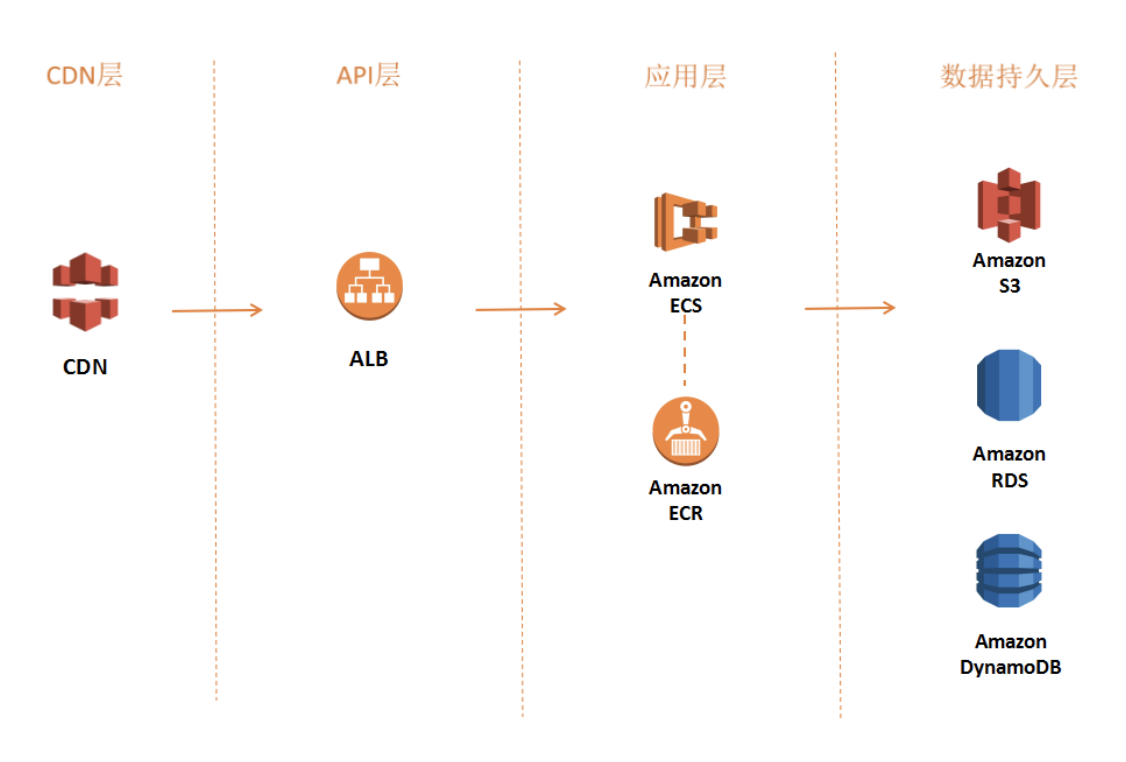 CDN层
API层
应用层
数据持久层
CDN
ALB
Amazon
ECS
Amazon
ECR
Amazon
S3
Amazon
RDS
Amazon
DynamoDB